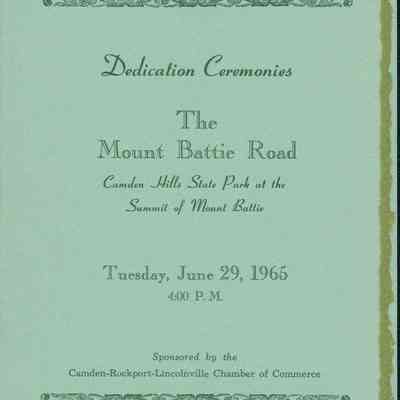 Dedication Ceremonies
The
Mount Battie Road
Camden Hills State Park at the
Summit of Mount Battie
Tuesday, June 29, 1965
4:00 P. M.
Sponsored by the
Camden-Rockport-Lincolnville Chamber of Commerce